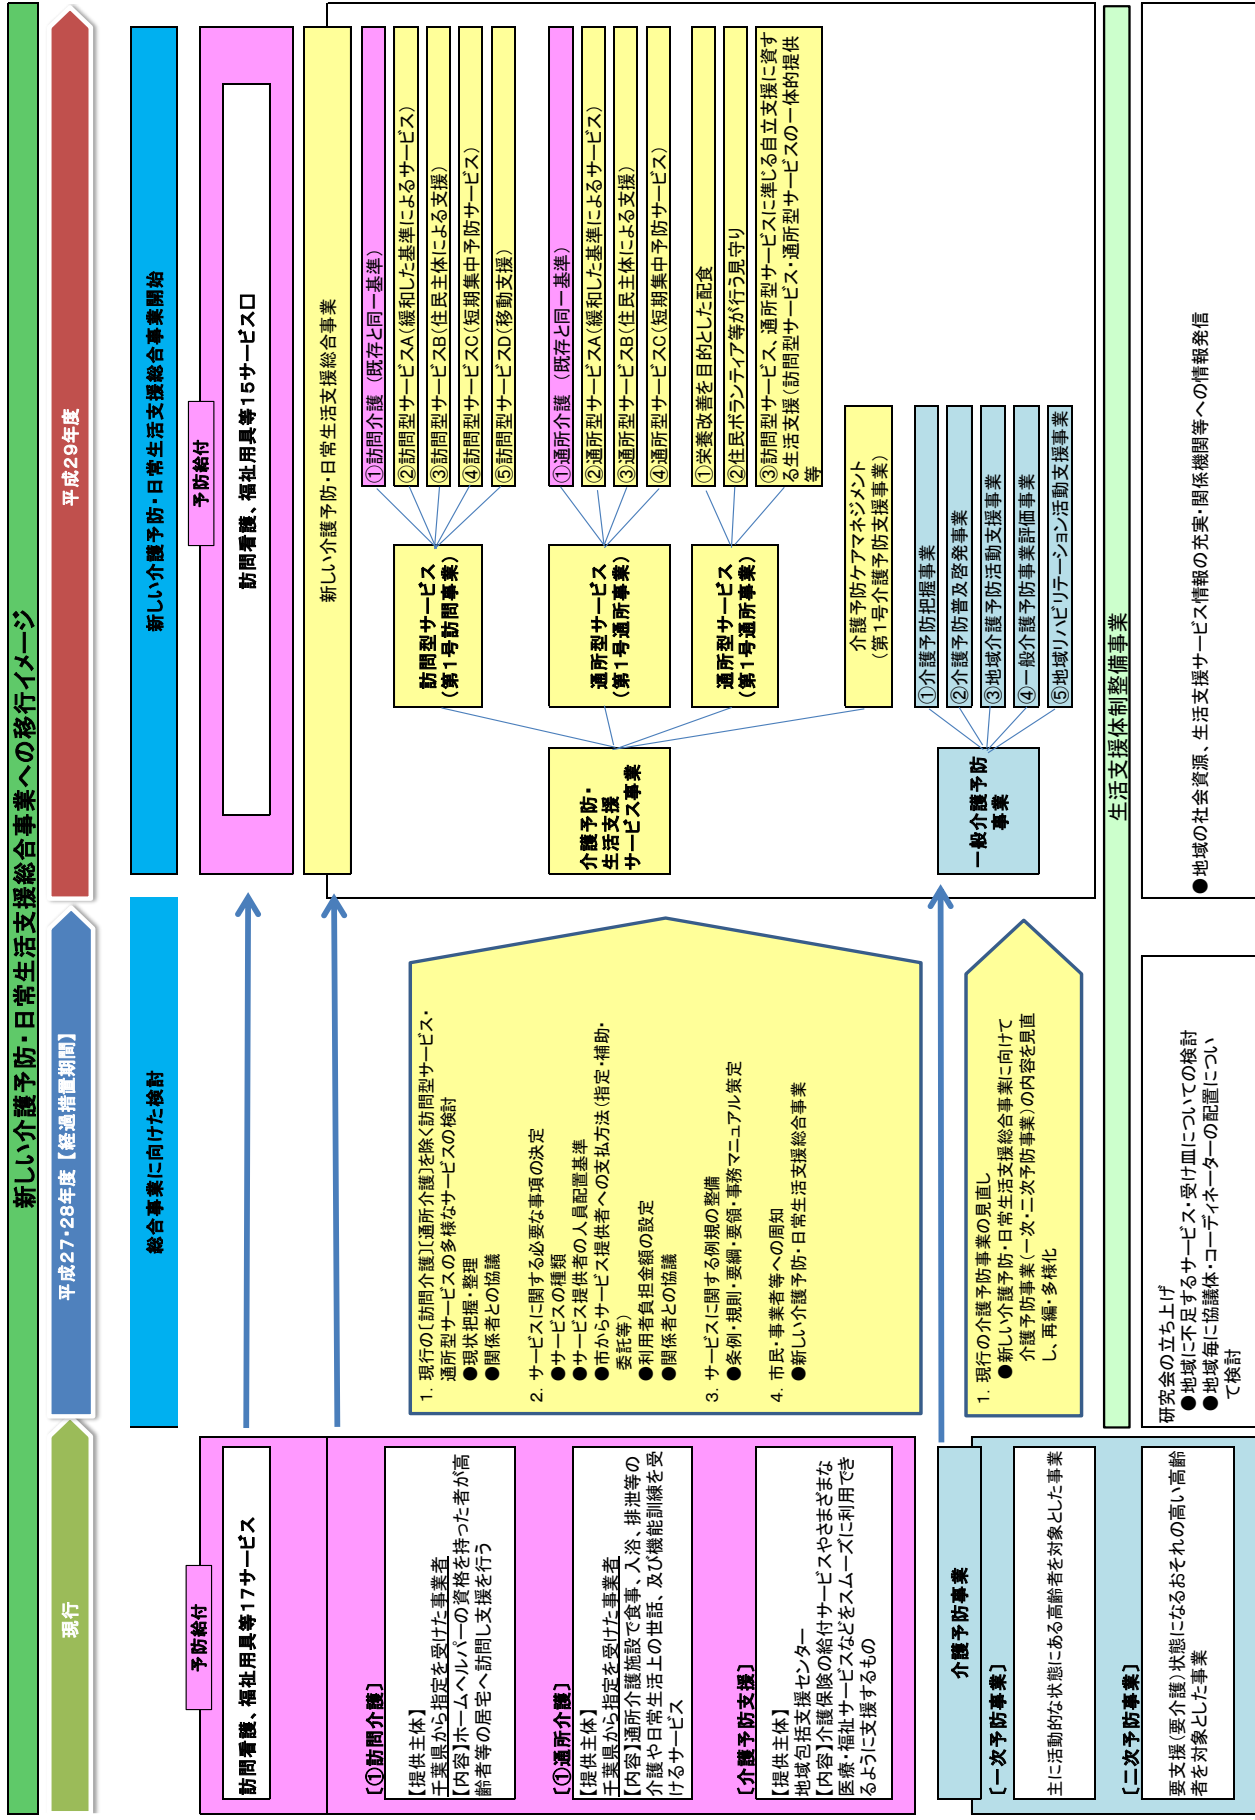 新しい介護予防・日常生活支援総合事業への移行イメージ
現行
平成27・28年度【経過措置期間】
平成29年度
総合事業に向けた検討
新しい介護予防・日常生活支援総合事業開始
予防給付
訪問看護、福祉用具等17サービス
〔①訪問介護〕
【提供主体】
千葉県から指定を受けた事業者
【内容】ホームヘルパーの資格を持った者が高
齢者等の居宅へ訪問し支援を行う
〔①通所介護〕
【提供主体】
千葉県から指定を受けた事業者
【内容】通所介護施設で食事、入浴、排泄等の
介護や日常生活上の世話、及び機能訓練を受
けるサービス
〔介護予防支援〕
【提供主体】
地域包括支援センター
【内容】介護保険の給付サービスやさまざまな
医療・福祉サービスなどをスムーズに利用でき
るように支援するもの
介護予防事業
〔一次予防事業〕
主に活動的な状態にある高齢者を対象とした事業
〔二次予防事業〕
要支援（要介護）状態になるおそれの高い高齢
者を対象とした事業
1. 現行の〔訪問介護〕〔通所介護〕を除く訪問型サービス・
通所型サービスの多様なサービスの検討
●現状把握・整理
●関係者との協議
2. サービスに関する必要な事項の決定
●サービスの種類
●サービス提供者の人員配置基準
●市からサービス提供者への支払方法（指定・補助・
委託等）
●利用者負担金額の設定
●関係者との協議
3. サービスに関する例規の整備
●条例・規則・要綱・要領・事務マニュアル策定
4. 市民・事業者等への周知
●新しい介護予防・日常生活支援総合事業
1. 現行の介護予防事業の見直し
●新しい介護予防・日常生活支援総合事業に向けて
介護予防事業（一次・二次予防事業）の内容を見直
し、再編・多様化
予防給付
訪問看護、福祉用具等15サービス口
新しい介護予防・日常生活支援総合事業
介護予防・
生活支援
サービス事業
訪問型サービス
（第1号訪問事業）
①訪問介護 （既存と同一基準）
②訪問型サービスA（緩和した基準によるサービス）
③訪問型サービスB（住民主体による支援）
④訪問型サービスC（短期集中予防サービス）
⑤訪問型サービスD（移動支援）
通所型サービス
（第1号通所事業）
①通所介護 （既存と同一基準）
②通所型サービスA（緩和した基準によるサービス）
③通所型サービスB（住民主体による支援）
④通所型サービスC（短期集中予防サービス）
通所型サービス
（第1号通所事業）
①栄養改善を目的とした配食
②住民ボランティア等が行う見守り
③訪問型サービス、通所型サービスに準じる自立支援に資す
る生活支援（訪問型サービス・通所型サービスの一体的提供
等
介護予防ケアマネジメント
（第1号介護予防支援事業）
一般介護予防
事業
①介護予防把握事業
②介護予防普及啓発事業
③地域介護予防活動支援事業
④一般介護予防事業評価事業
⑤地域リハビリテーション活動支援事業
生活支援体制整備事業
研究会の立ち上げ
●地域に不足するサービス・受け皿についての検討
●地域毎に協議体・コーディネーターの配置につい
て検討
●地域の社会資源、生活支援サービス情報の充実・関係機関等への情報発信